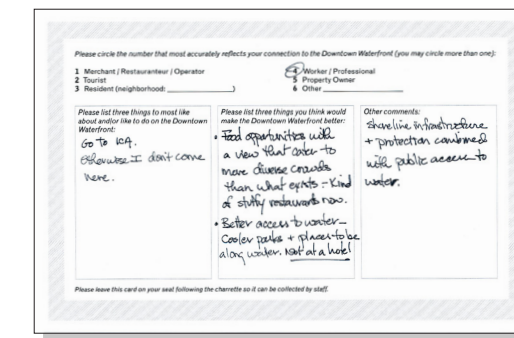 Please circle the number that most accurately reflects your connection to the Downtown Waterfront (you may circle more than one):
1 Merchant / Restauranteur / Operator
2 Tourist
3 Resident (neighborhood: ____________)
4 Worker / Professional
5 Property Owner
6 Other ____________
Please list three things to most like
about and/or like to do on the Downtown
Waterfront:
Go to ICA.
otherwise I don't come
here.
Please list three things you think would
make the Downtown Waterfront better:
• Food opportunities with
a view that cater to
more diverse crowds
than what exists - Kind
of stuffy restaurants now.
• Better access to water -
Cooler parks + places to be
along water. Not at a hotel
Other comments:
Shoreline infrastructure
+ protection combined
with public access to
water.
Please leave this card on your seat following the charrette so it can be collected by staff.